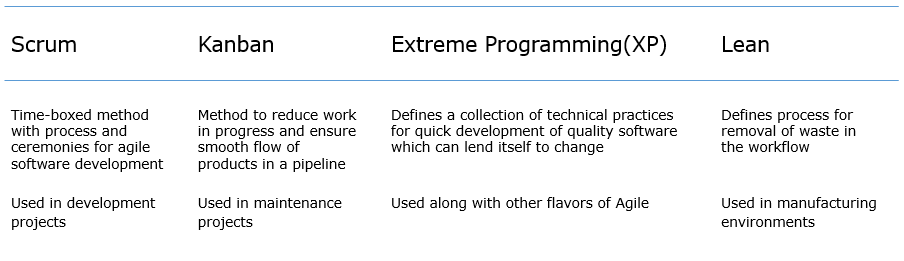 Scrum
Kanban
Extreme Programming(XP)
Lean
Time-boxed method
with process and
ceremonies for agile
software development
Method to reduce work
in progress and ensure
smooth flow of
products in a pipeline
Defines a collection of technical practices
for quick development of quality software
which can lend itself to change
Defines process for
removal of waste in
the workflow
Used in development
projects
Used in maintenance
projects
Used along with other flavors of Agile
Used in manufacturing
environments